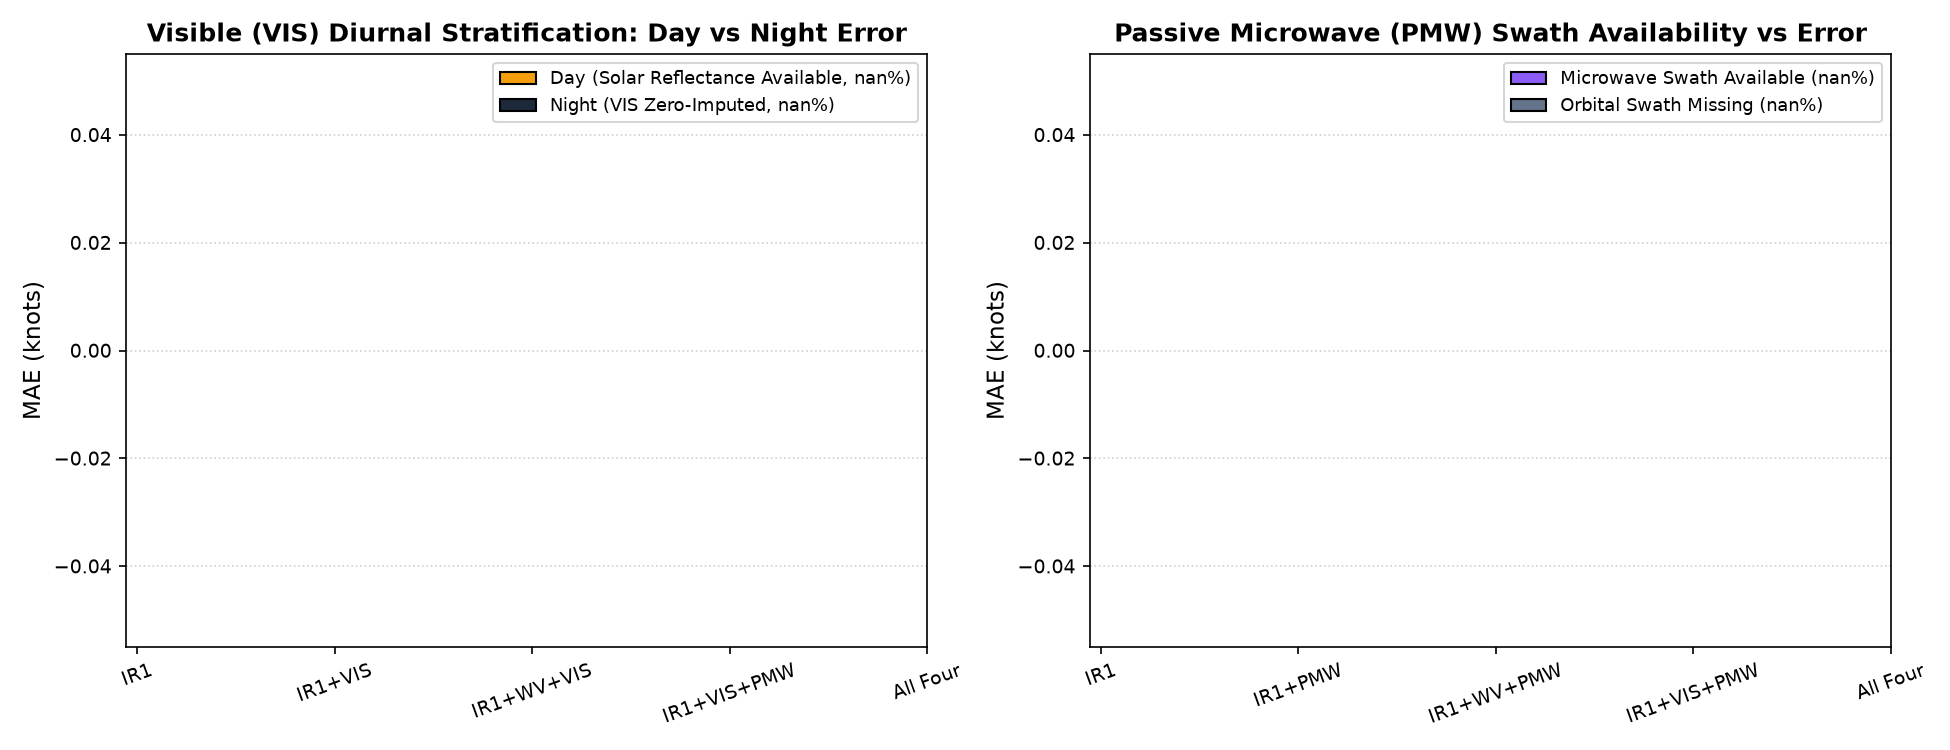 Visible (VIS) Diurnal Stratification: Day vs Night Error
Day (Solar Reflectance Available, nan%)
Night (VIS Zero-Imputed, nan%)
MAE (knots)
0.04
0.02
0.00
−0.02
−0.04
IR1
IR1+VIS
IR1+WV+VIS
IR1+VIS+PMW
All Four
Passive Microwave (PMW) Swath Availability vs Error
Microwave Swath Available (nan%)
Orbital Swath Missing (nan%)
MAE (knots)
0.04
0.02
0.00
−0.02
−0.04
IR1
IR1+PMW
IR1+WV+PMW
IR1+VIS+PMW
All Four